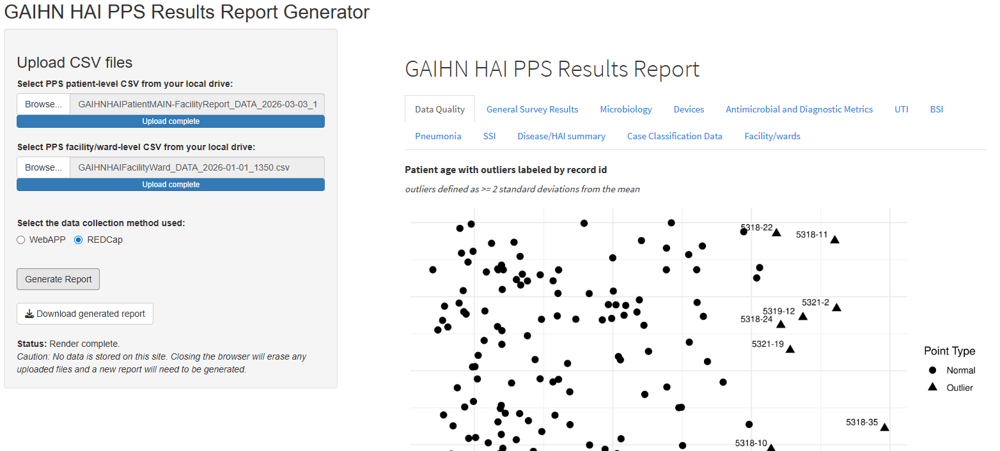 GAIHN HAI PPS Results Report Generator
Upload CSV files
Select PPS patient-level CSV from your local drive:
Browse... GAIHNHAIPatientMAIN-FacilityReport_DATA_2026-03-03_1
Upload complete
Select PPS facility/ward-level CSV from your local drive:
Browse... GAIHNHAIFacilityWard_DATA_2026-01-01_1350.csv
Upload complete
Select the data collection method used:
WebAPP REDCap
Generate Report
Download generated report
Status: Render complete.
Caution: No data is stored on this site. Closing the browser will erase any
uploaded files and a new report will need to be generated.
GAIHN HAI PPS Results Report
Data Quality General Survey Results Microbiology Devices Antimicrobial and Diagnostic Metrics UTI BSI
Pneumonia SSI Disease/HAI summary Case Classification Data Facility/wards
Patient age with outliers labeled by record id
outliers defined as >= 2 standard deviations from the mean
5318-22
5318-11
5321-2
5319-12
5318-24
5321-19
5318-35
5318-10
Point Type
Normal
Outlier